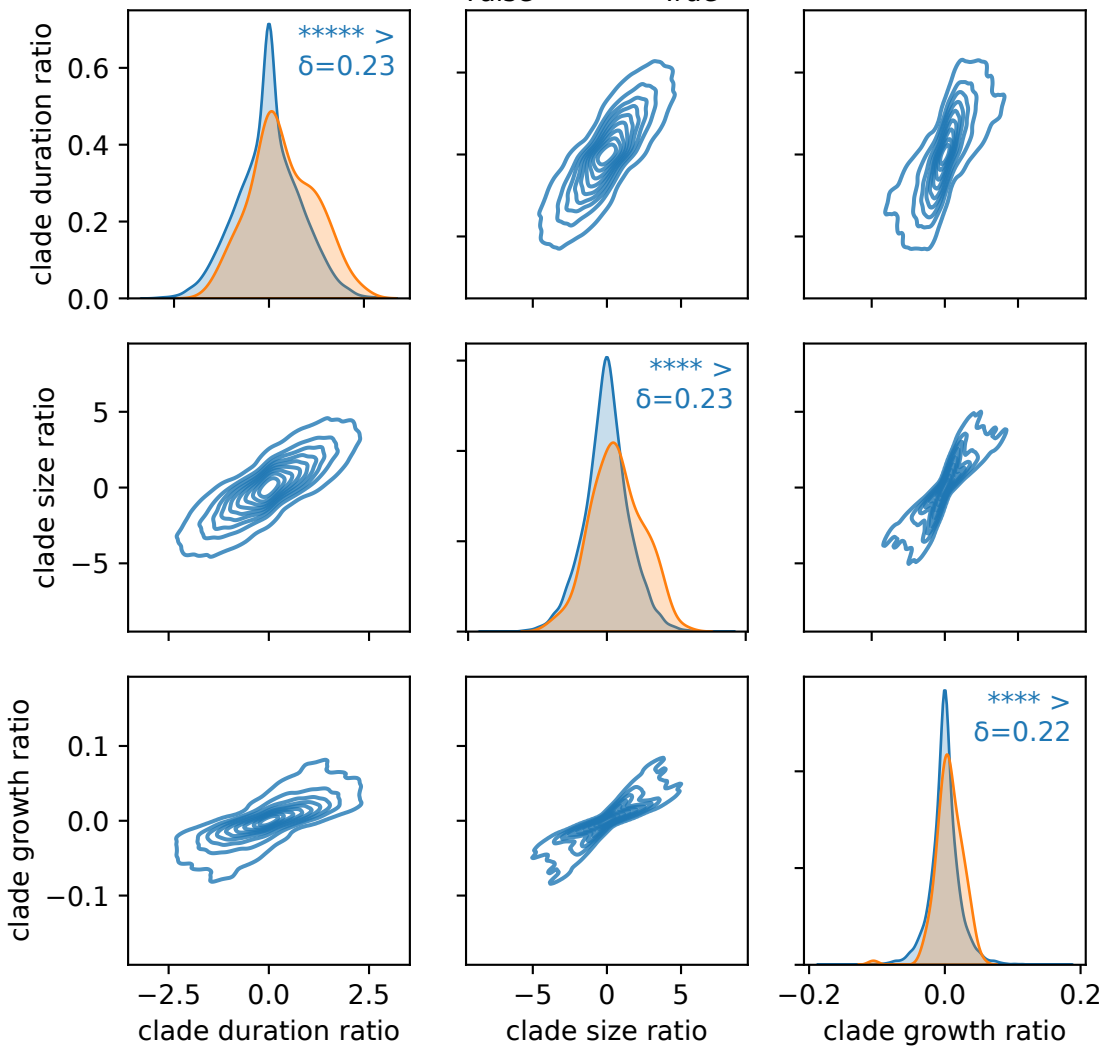 clade duration ratio
0.6
0.4
0.2
0.0
***** >
δ=0.23
clade size ratio
5
0
−5
**** >
δ=0.23
clade growth ratio
0.1
0.0
−0.1
**** >
δ=0.22
−2.5 0.0 2.5
−5 0 5
−0.2 0.0 0.2
clade duration ratio
clade size ratio
clade growth ratio